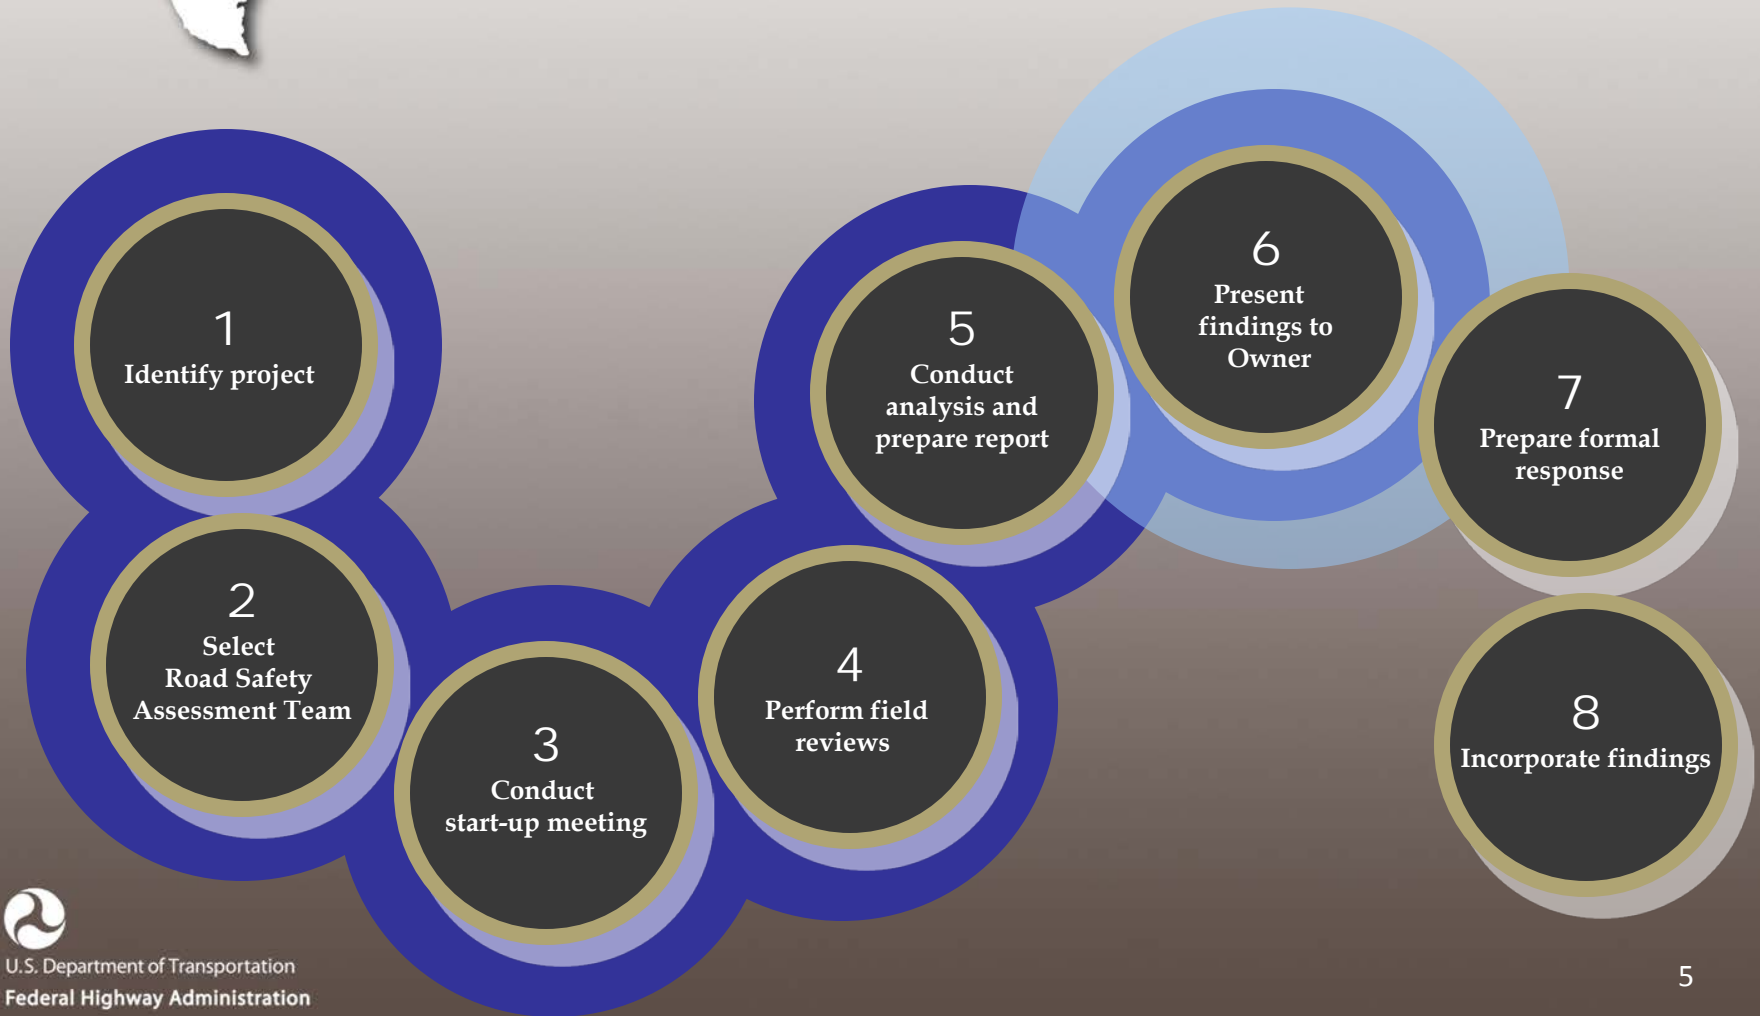 1
Identify project
2
Select
Road Safety
Assessment Team
3
Conduct
start-up meeting
4
Perform field
reviews
5
Conduct
analysis and
prepare report
6
Present
findings to
Owner
7
Prepare formal
response
8
Incorporate findings
U.S. Department of Transportation
Federal Highway Administration
5